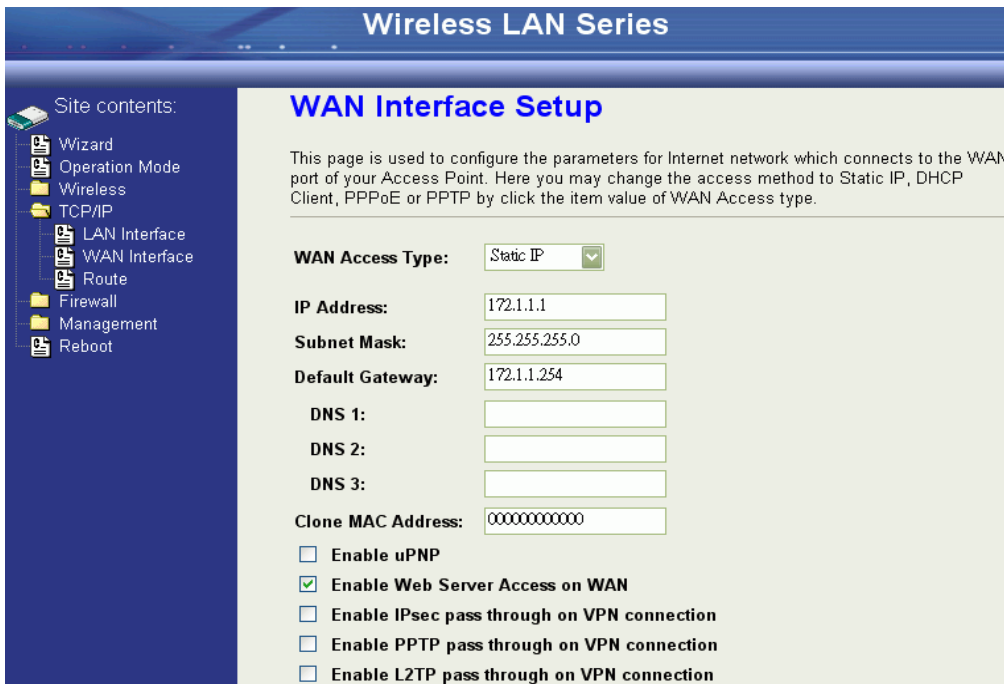 Wireless LAN Series
Site contents:
Wizard
Operation Mode
Wireless
TCP/IP
LAN Interface
WAN Interface
Route
Firewall
Management
Reboot
WAN Interface Setup
This page is used to configure the parameters for Internet network which connects to the WAN
port of your Access Point. Here you may change the access method to Static IP, DHCP
Client, PPPoE or PPTP by click the item value of WAN Access type.
WAN Access Type: Static IP
IP Address: 172.1.1.1
Subnet Mask: 255.255.255.0
Default Gateway: 172.1.1.254
DNS 1:
DNS 2:
DNS 3:
Clone MAC Address: 000000000000
Enable uPNP
Enable Web Server Access on WAN
Enable IPsec pass through on VPN connection
Enable PPTP pass through on VPN connection
Enable L2TP pass through on VPN connection